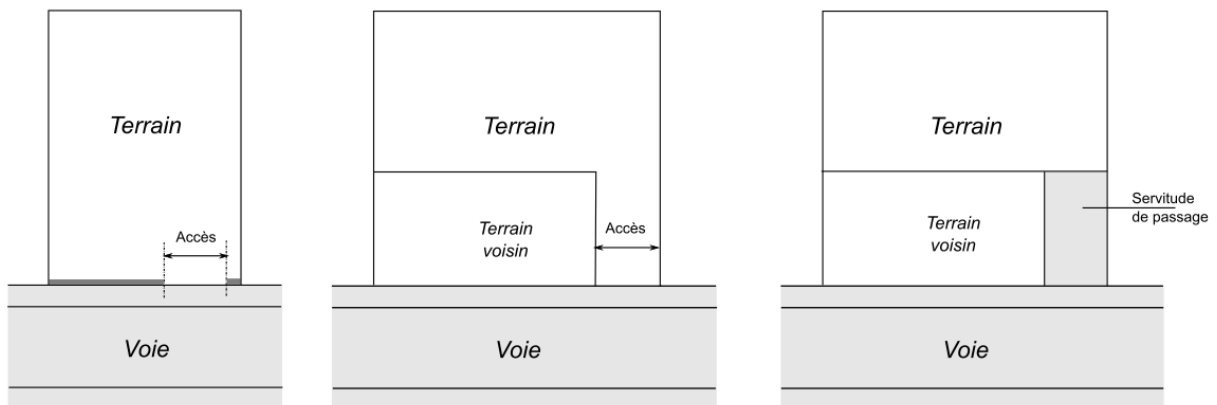 Terrain
Accès
Voie
Terrain
Terrain
voisin
Accès
Voie
Terrain
Terrain
voisin
Servitude
de passage
Voie